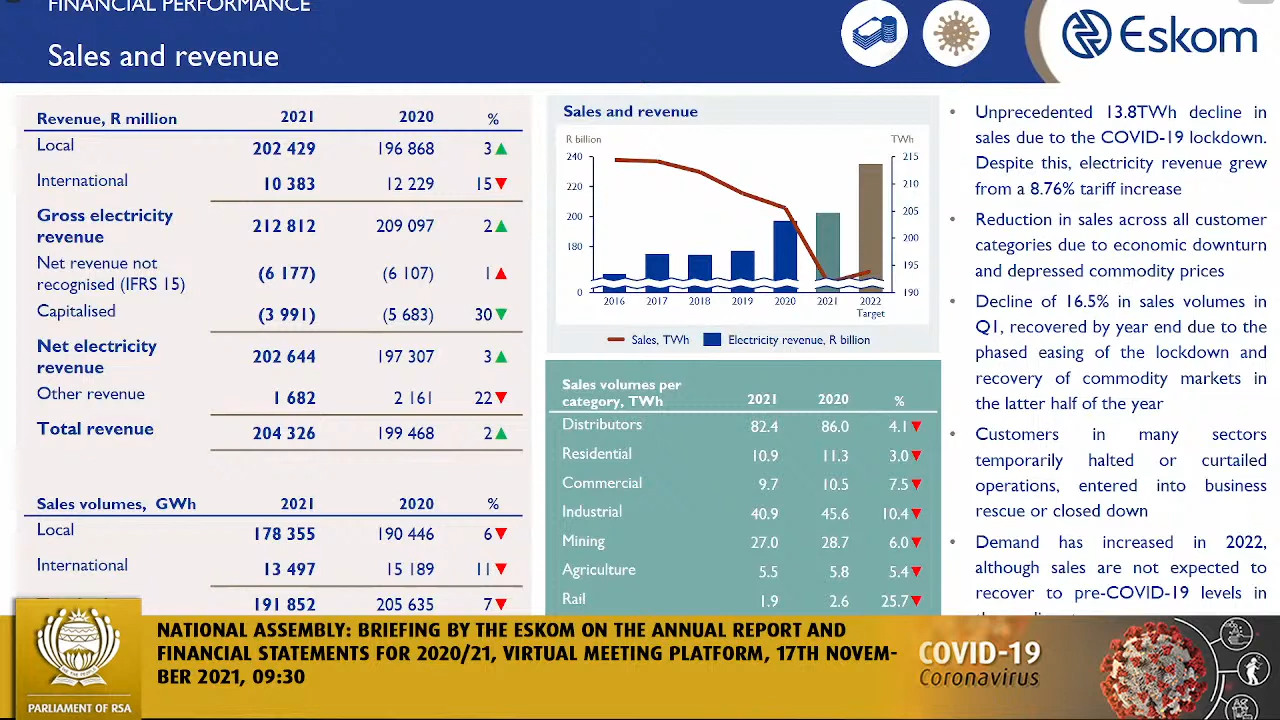 FINANCIAL PERFORMANCE
Sales and revenue
Eskom
Revenue, R million 2021 2020 %
Local 202 429 196 868 3▲
International 10 383 12 229 15▼
Gross electricity
revenue 212 812 209 097 2▲
Net revenue not
recognised (IFRS 15) (6 177) (6 107) 1▲
Capitalised (3 991) (5 683) 30▼
Net electricity
revenue 202 644 197 307 3▲
Other revenue 1 682 2 161 22▼
Total revenue 204 326 199 468 2▲
Sales volumes, GWh 2021 2020 %
Local 178 355 190 446 6▼
International 13 497 15 189 11▼
191 852 205 635 7▼
Sales and revenue
R billion TWh
240 215
220 210
200 205
180 200
195
0 190
2016 2017 2018 2019 2020 2021 2022
Target
Sales, TWh Electricity revenue, R billion
Sales volumes per
category, TWh 2021 2020 %
Distributors 82.4 86.0 4.1▼
Residential 10.9 11.3 3.0▼
Commercial 9.7 10.5 7.5▼
Industrial 40.9 45.6 10.4▼
Mining 27.0 28.7 6.0▼
Agriculture 5.5 5.8 5.4▼
Rail 1.9 2.6 25.7▼
• Unprecedented 13.8TWh decline in
sales due to the COVID-19 lockdown.
Despite this, electricity revenue grew
from a 8.76% tariff increase
• Reduction in sales across all customer
categories due to economic downturn
and depressed commodity prices
• Decline of 16.5% in sales volumes in
Q1, recovered by year end due to the
phased easing of the lockdown and
recovery of commodity markets in
the latter half of the year
• Customers in many sectors
temporarily halted or curtailed
operations, entered into business
rescue or closed down
• Demand has increased in 2022,
although sales are not expected to
recover to pre-COVID-19 levels in
NATIONAL ASSEMBLY: BRIEFING BY THE ESKOM ON THE ANNUAL REPORT AND
FINANCIAL STATEMENTS FOR 2020/21, VIRTUAL MEETING PLATFORM, 17TH NOVEM-
BER 2021, 09:30
PARLIAMENT OF RSA
COVID-19
Coronavirus